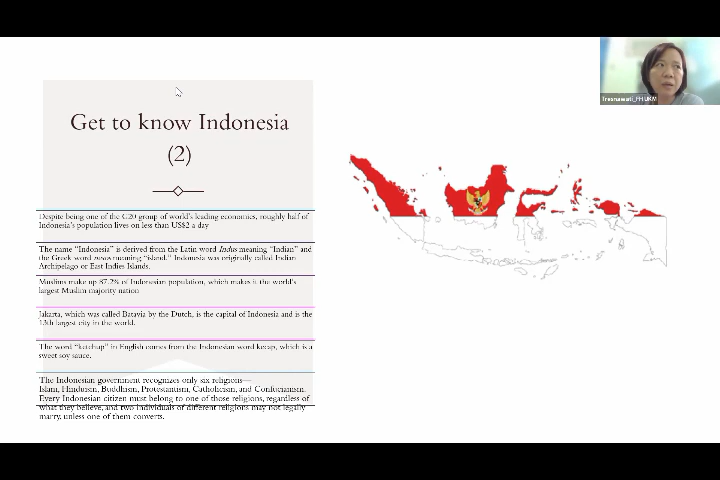 Get to know Indonesia
(2)
Despite being one of the G20 group of world's leading economies, roughly half of
Indonesia's population lives on less than US$2 a day
The name "Indonesia" is derived from the Latin word Indus meaning "Indian" and
the Greek word nesos meaning "island." Indonesia was originally called Indian
Archipelago or East Indies Islands.
Muslims make up 87.2% of Indonesian population, which makes it the world's
largest Muslim majority nation
Jakarta, which was called Batavia by the Dutch, is the capital of Indonesia and is the
13th largest city in the world.
The word "ketchup" in English comes from the Indonesian word kecap, which is a
sweet soy sauce.
The Indonesian government recognizes only six religions—
Islam, Hinduism, Buddhism, Protestantism, Catholicism, and Confucianism.
Every Indonesian citizen must belong to one of those religions, regardless of
what they believe, and two individuals of different religions may not legally
marry, unless one of them converts.
Tresnawati_FH UKM